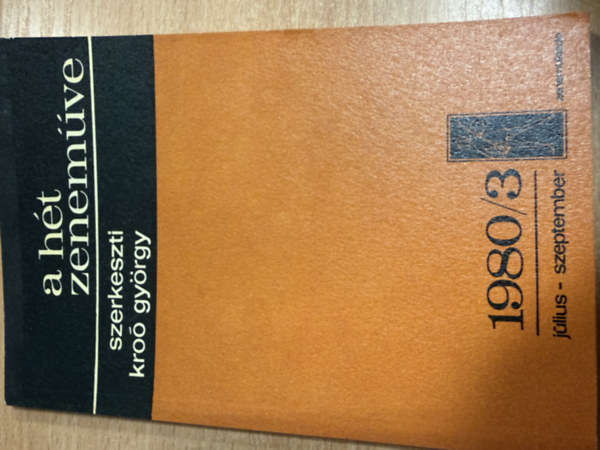 a hét
zeneműve
szerkeszti
kroó györgy
1980/3
július - szeptember
zeneműkiadó